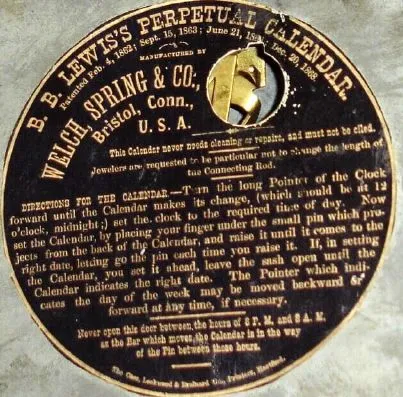 B. B. LEWIS'S PERPETUAL CALENDAR.
Patented Feb. 4, 1862; Sept. 15, 1863; June 21, Dec. 20, 1868
MANUFACTURED BY
WELCH SPRING & CO.,
Bristol, Conn.,
U. S. A.
This Calendar never needs cleaning or repairs, and must not be oiled.
Jewelers are requested to be particular not to change the length of
the Connecting Rod.
DIRECTIONS FOR THE CALENDAR.—Turn the long Pointer of the Clock
forward until the Calendar makes its change, (which should be at 12
o'clock, midnight;) set the clock to the required time of day. Now
set the Calendar, by placing your finger under the small pin which pro-
jects from the back of the Calendar, and raise it until it comes to the
right date, letting go the pin each time you raise it. If, in setting
the Calendar, you set it ahead, leave the sash open until the
Calendar indicates the right date. The Pointer which indi-
cates the day of the week may be moved backward or
forward at any time, if necessary.
Never open this door between the hours of 8 P. M. and 3 A. M.
as the Bar which moves the Calendar is in the way
of the Pin between those hours.
The Case, Lockwood & Brainard Co., Printers, Hartford.